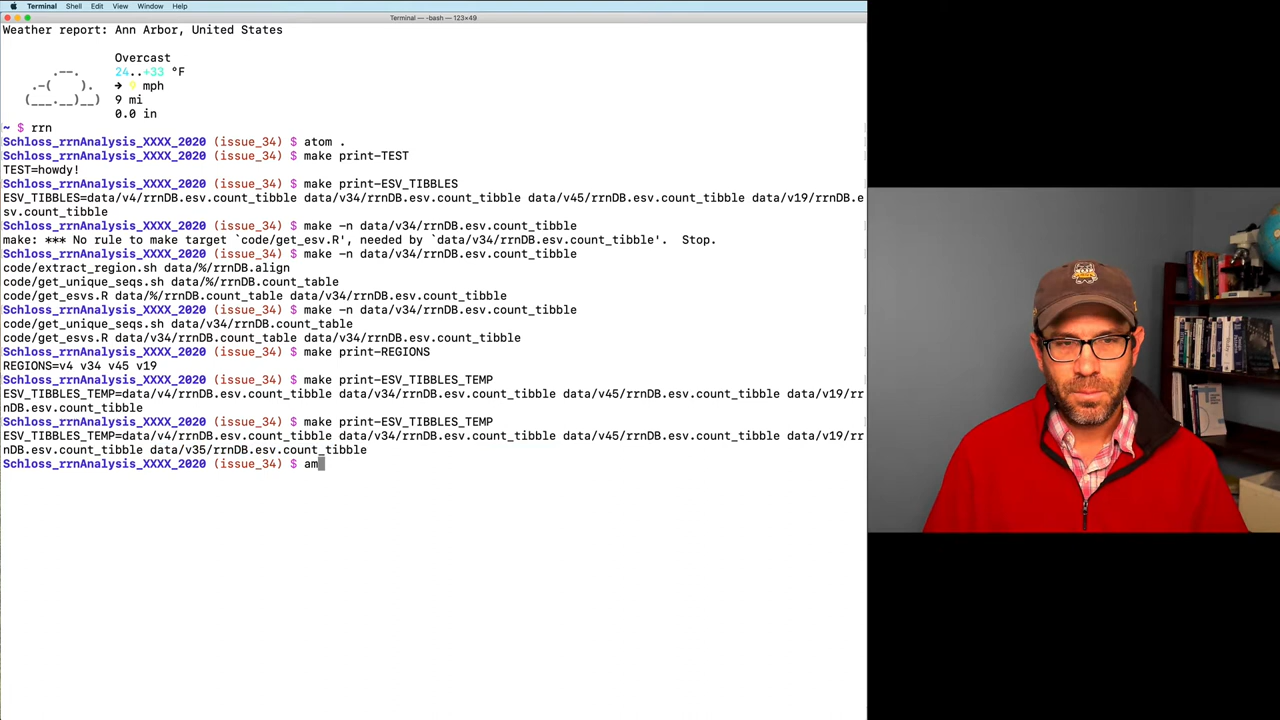 Terminal Shell Edit View Window Help
Terminal — -bash — 123×49
Weather report: Ann Arbor, United States
Overcast
24..+33 °F
➔ 9 mph
9 mi
0.0 in
~ $ rrn
Schloss_rrnAnalysis_XXXX_2020 (issue_34) $ atom .
Schloss_rrnAnalysis_XXXX_2020 (issue_34) $ make print-TEST
TEST=howdy!
Schloss_rrnAnalysis_XXXX_2020 (issue_34) $ make print-ESV_TIBBLES
ESV_TIBBLES=data/v4/rrnDB.esv.count_tibble data/v34/rrnDB.esv.count_tibble data/v45/rrnDB.esv.count_tibble data/v19/rrnDB.e
sv.count_tibble
Schloss_rrnAnalysis_XXXX_2020 (issue_34) $ make -n data/v34/rrnDB.esv.count_tibble
make: *** No rule to make target `code/get_esv.R', needed by `data/v34/rrnDB.esv.count_tibble'.  Stop.
Schloss_rrnAnalysis_XXXX_2020 (issue_34) $ make -n data/v34/rrnDB.esv.count_tibble
code/extract_region.sh data/%/rrnDB.align
code/get_unique_seqs.sh data/%/rrnDB.count_table
code/get_esvs.R data/%/rrnDB.count_table data/v34/rrnDB.esv.count_tibble
Schloss_rrnAnalysis_XXXX_2020 (issue_34) $ make -n data/v34/rrnDB.esv.count_tibble
code/get_unique_seqs.sh data/v34/rrnDB.count_table
code/get_esvs.R data/v34/rrnDB.count_table data/v34/rrnDB.esv.count_tibble
Schloss_rrnAnalysis_XXXX_2020 (issue_34) $ make print-REGIONS
REGIONS=v4 v34 v45 v19
Schloss_rrnAnalysis_XXXX_2020 (issue_34) $ make print-ESV_TIBBLES_TEMP
ESV_TIBBLES_TEMP=data/v4/rrnDB.esv.count_tibble data/v34/rrnDB.esv.count_tibble data/v45/rrnDB.esv.count_tibble data/v19/rr
nDB.esv.count_tibble
Schloss_rrnAnalysis_XXXX_2020 (issue_34) $ make print-ESV_TIBBLES_TEMP
ESV_TIBBLES_TEMP=data/v4/rrnDB.esv.count_tibble data/v34/rrnDB.esv.count_tibble data/v45/rrnDB.esv.count_tibble data/v19/rr
nDB.esv.count_tibble data/v35/rrnDB.esv.count_tibble
Schloss_rrnAnalysis_XXXX_2020 (issue_34) $ am